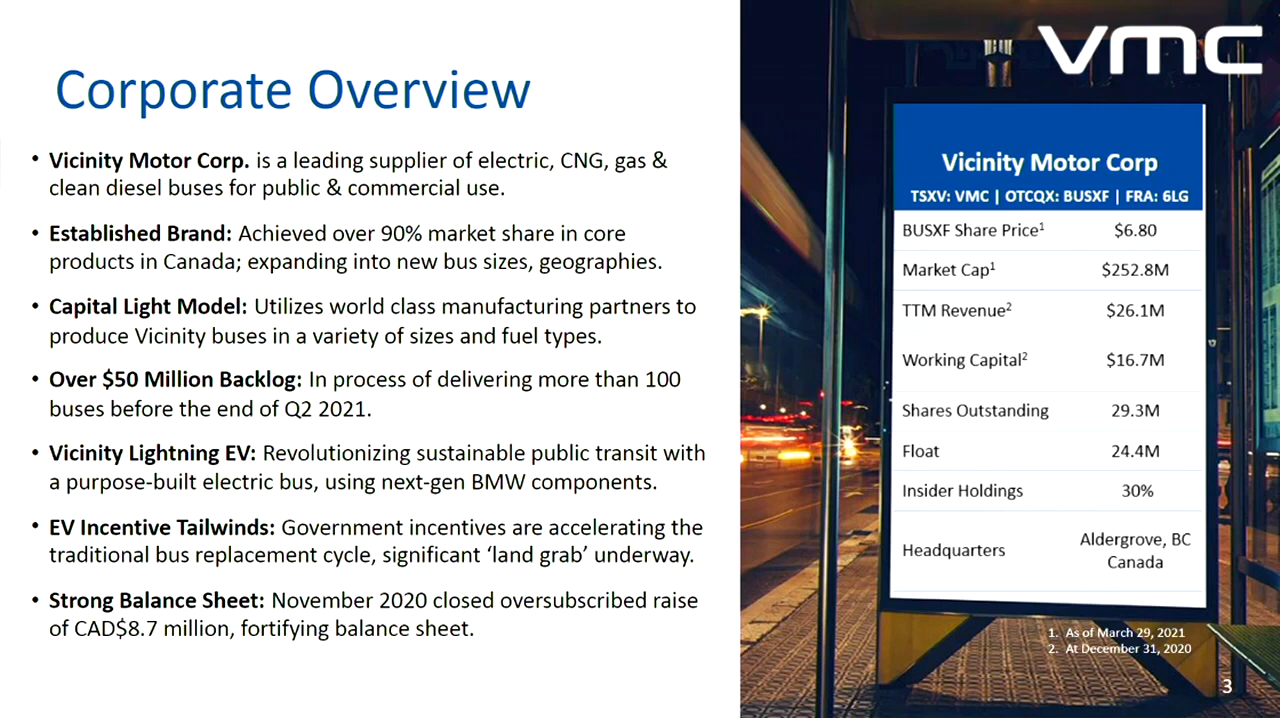 VMC
Corporate Overview
• Vicinity Motor Corp. is a leading supplier of electric, CNG, gas &
clean diesel buses for public & commercial use.
• Established Brand: Achieved over 90% market share in core
products in Canada; expanding into new bus sizes, geographies.
• Capital Light Model: Utilizes world class manufacturing partners to
produce Vicinity buses in a variety of sizes and fuel types.
• Over $50 Million Backlog: In process of delivering more than 100
buses before the end of Q2 2021.
• Vicinity Lightning EV: Revolutionizing sustainable public transit with
a purpose-built electric bus, using next-gen BMW components.
• EV Incentive Tailwinds: Government incentives are accelerating the
traditional bus replacement cycle, significant ‘land grab’ underway.
• Strong Balance Sheet: November 2020 closed oversubscribed raise
of CAD$8.7 million, fortifying balance sheet.
Vicinity Motor Corp
TSXV: VMC | OTCQX: BUSXF | FRA: 6LG
BUSXF Share Price¹ $6.80
Market Cap¹ $252.8M
TTM Revenue² $26.1M
Working Capital² $16.7M
Shares Outstanding 29.3M
Float 24.4M
Insider Holdings 30%
Headquarters Aldergrove, BC
Canada
1. As of March 29, 2021
2. At December 31, 2020
3